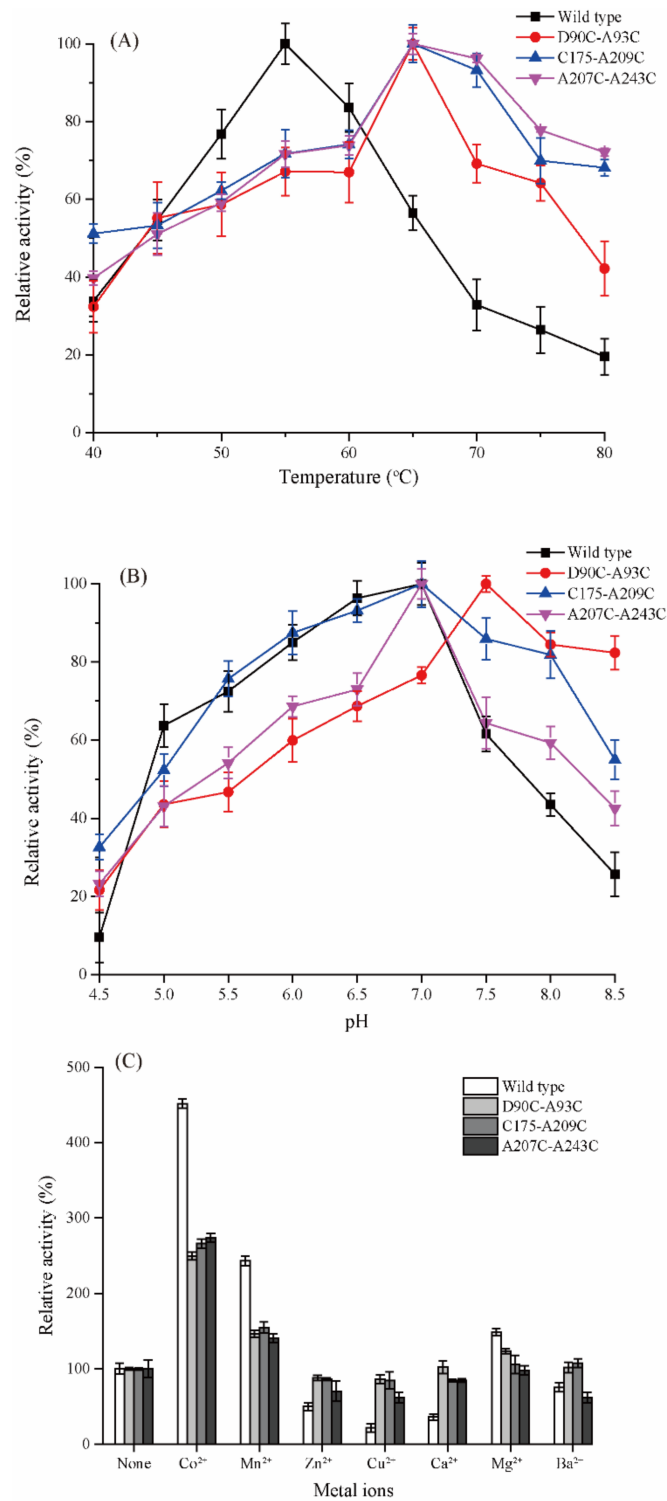 (A)
Wild type
D90C-A93C
C175-A209C
A207C-A243C
100
80
60
40
20
0
Relative activity (%)
40 50 60 70 80
Temperature (°C)
(B)
Wild type
D90C-A93C
C175-A209C
A207C-A243C
100
80
60
40
20
0
Relative activity (%)
4.5 5.0 5.5 6.0 6.5 7.0 7.5 8.0 8.5
pH
(C)
Wild type
D90C-A93C
C175-A209C
A207C-A243C
500
400
300
200
100
0
Relative activity (%)
None Co²⁺ Mn²⁺ Zn²⁺ Cu²⁺ Ca²⁺ Mg²⁺ Ba²⁺
Metal ions